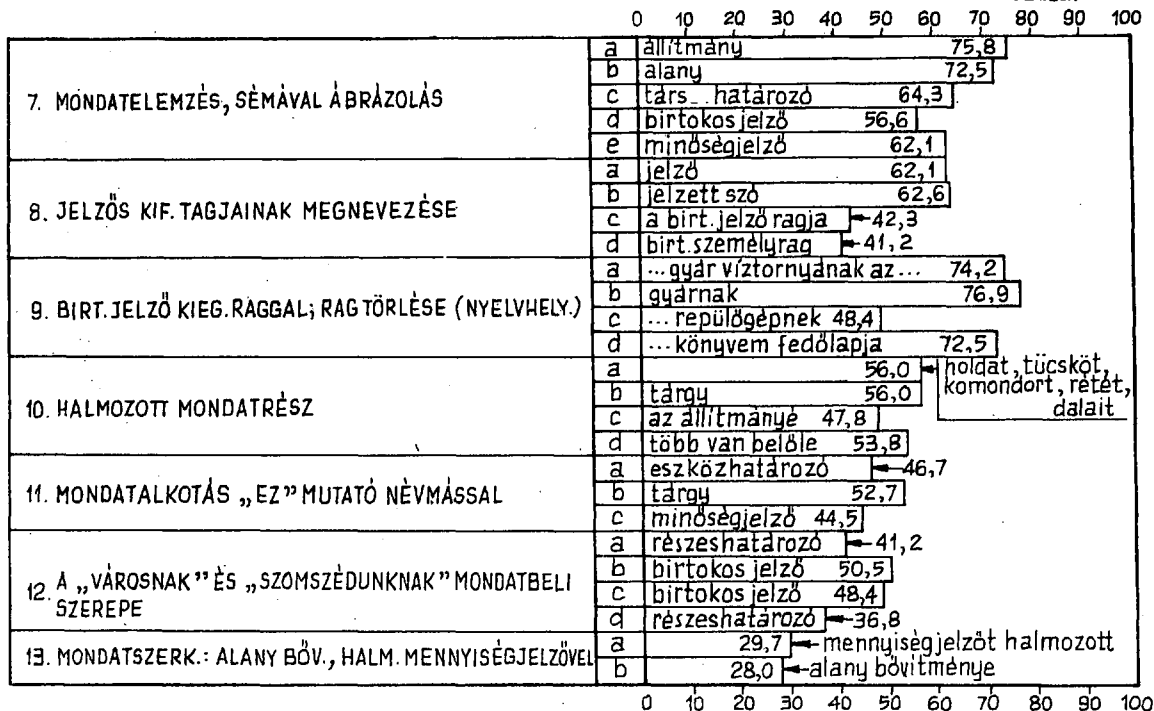 0 10 20 30 40 50 60 70 80 90 100
7. MONDATELEMZÉS, SÉMÁVAL ÁBRÁZOLÁS
a állítmány 75,8
b alany 72,5
c társ... határozó 64,3
d birtokos jelző 56,6
e minőségjelző 62,1
8. JELZŐS KIF. TAGJAINAK MEGNEVEZÉSE
a jelző 62,1
b jelzett szó 62,6
c a birt. jelző ragja 42,3
d birt. személyrag 41,2
9. BIRT. JELZŐ KIEG. RAGGAL; RAG TÖRLÉSE (NYELVHELY.)
a ...gyár víztornyának az... 74,2
b gyárnak 76,9
c ...repülőgépnek 48,4
d ...könyvem fedőlapja 72,5
10. HALMOZOTT MONDATRÉSZ
a 56,0 holdat, tücsköt,
komondort, rétet,
dalait
b tárgy 56,0
c az állítmányé 47,8
d több van belőle 53,8
11. MONDATALKOTÁS „EZ” MUTATÓ NÉVMÁSSAL
a eszközhatározó 46,7
b tárgy 52,7
c minőségjelző 44,5
12. A „VÁROSNAK” ÉS „SZOMSZÉDUNKNAK” MONDATBELI
SZEREPE
a részeshatározó 41,2
b birtokos jelző 50,5
c birtokos jelző 48,4
d részeshatározó 36,8
13. MONDATSZERK.: ALANY BŐV., HALM. MENNYISÉGJELZŐVEL
a 29,7 mennyiségjelzőt halmozott
b 28,0 alany bővítménye
0 10 20 30 40 50 60 70 80 90 100